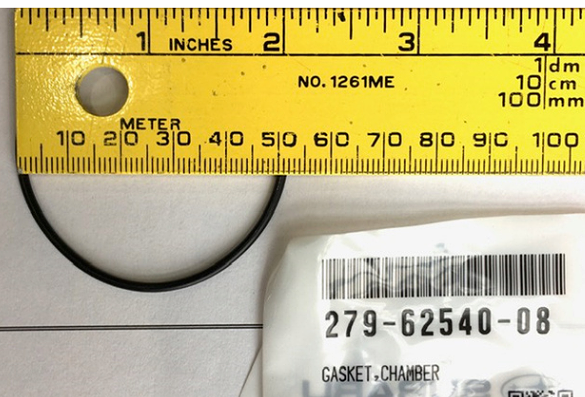 1 INCHES 2 3 4
NO. 1261ME
1 dm
10 cm
100 mm
METER
10 20 30 40 50 60 70 80 90 100
279-62540-08
GASKET,CHAMBER